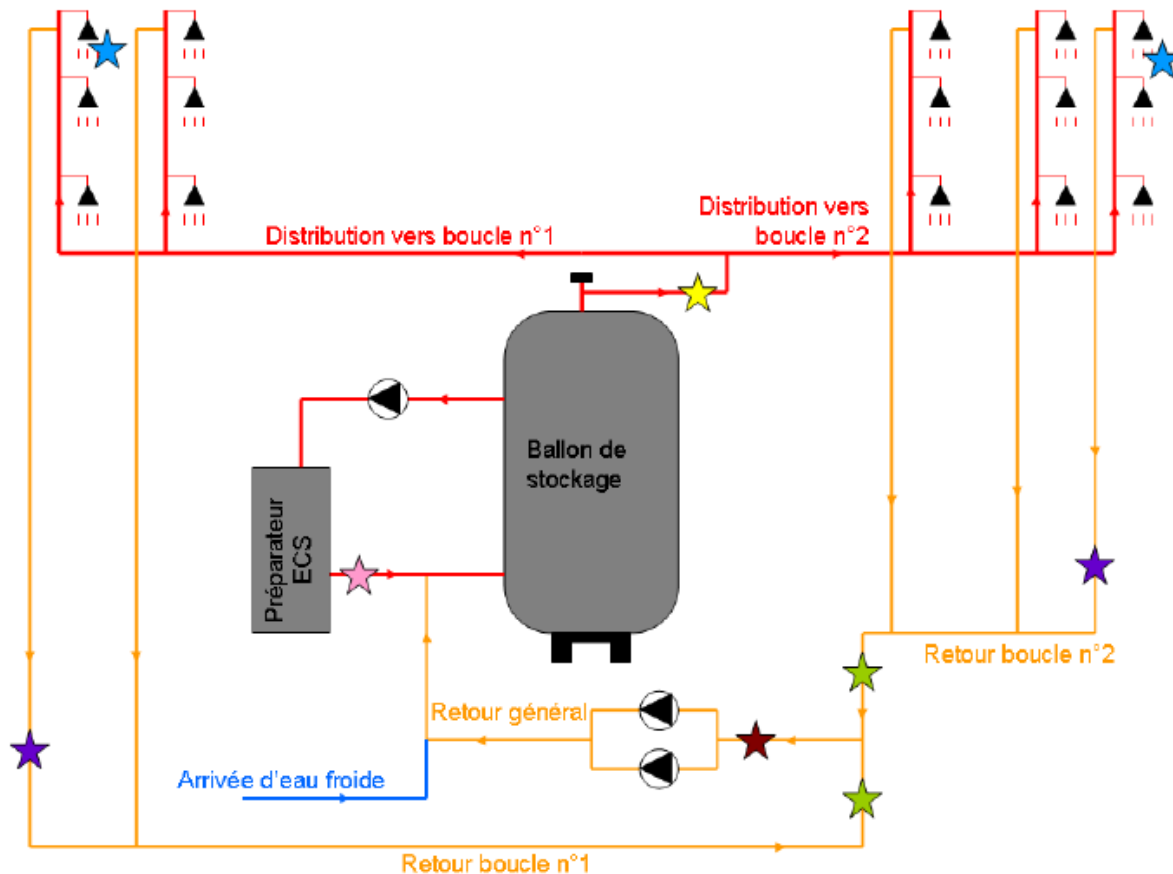 Distribution vers boucle n°1
Distribution vers
boucle n°2
Ballon de
stockage
Préparateur
ECS
Retour boucle n°2
Retour général
Arrivée d'eau froide
Retour boucle n°1